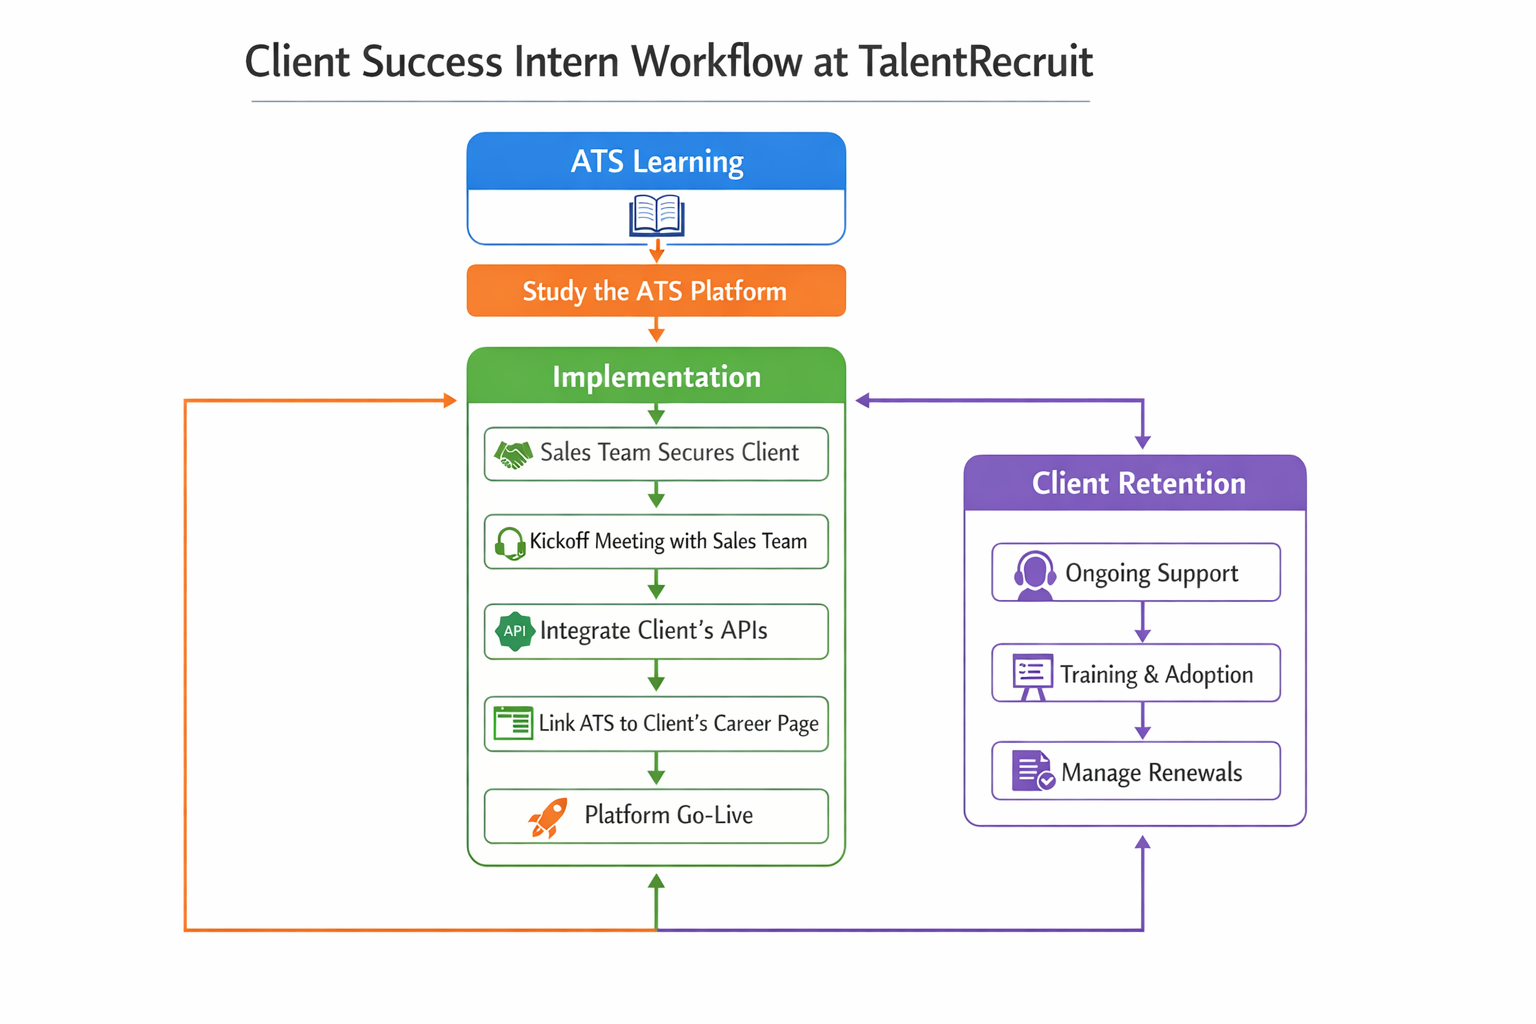 Client Success Intern Workflow at TalentRecruit
ATS Learning
Study the ATS Platform
Implementation
Sales Team Secures Client
Kickoff Meeting with Sales Team
API Integrate Client’s APIs
Link ATS to Client’s Career Page
Platform Go-Live
Client Retention
Ongoing Support
Training & Adoption
Manage Renewals